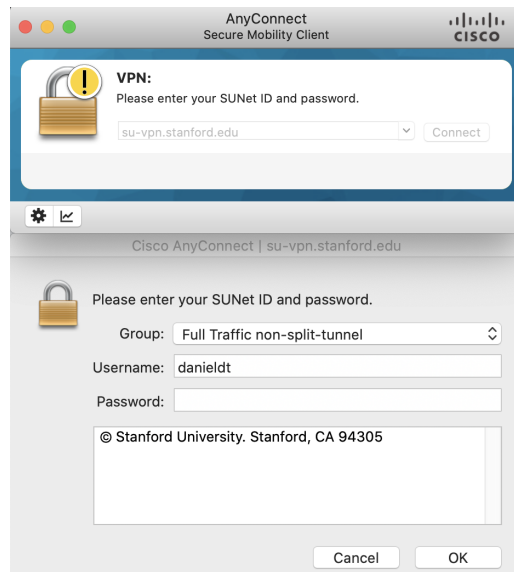 AnyConnect
Secure Mobility Client
CISCO
VPN:
Please enter your SUNet ID and password.
su-vpn.stanford.edu
Connect
Cisco AnyConnect | su-vpn.stanford.edu
Please enter your SUNet ID and password.
Group: Full Traffic non-split-tunnel
Username: danieldt
Password:
© Stanford University. Stanford, CA 94305
Cancel OK